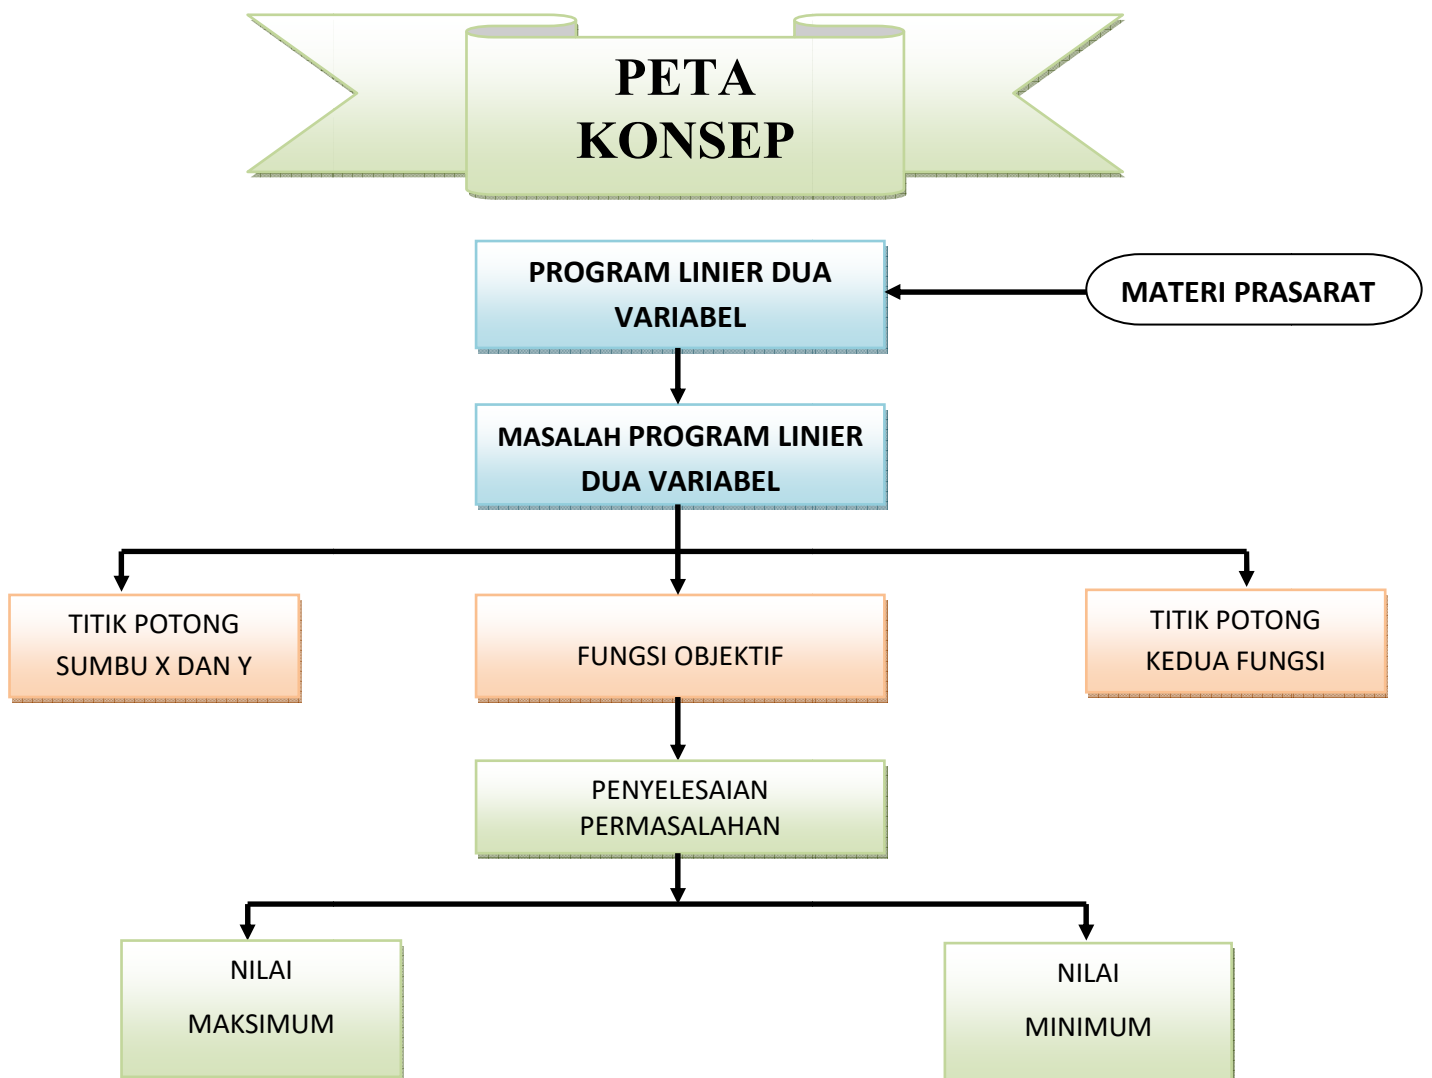 PETA
KONSEP
PROGRAM LINIER DUA
VARIABEL
MATERI PRASARAT
MASALAH PROGRAM LINIER
DUA VARIABEL
TITIK POTONG
SUMBU X DAN Y
FUNGSI OBJEKTIF
TITIK POTONG
KEDUA FUNGSI
PENYELESAIAN
PERMASALAHAN
NILAI
MAKSIMUM
NILAI
MINIMUM